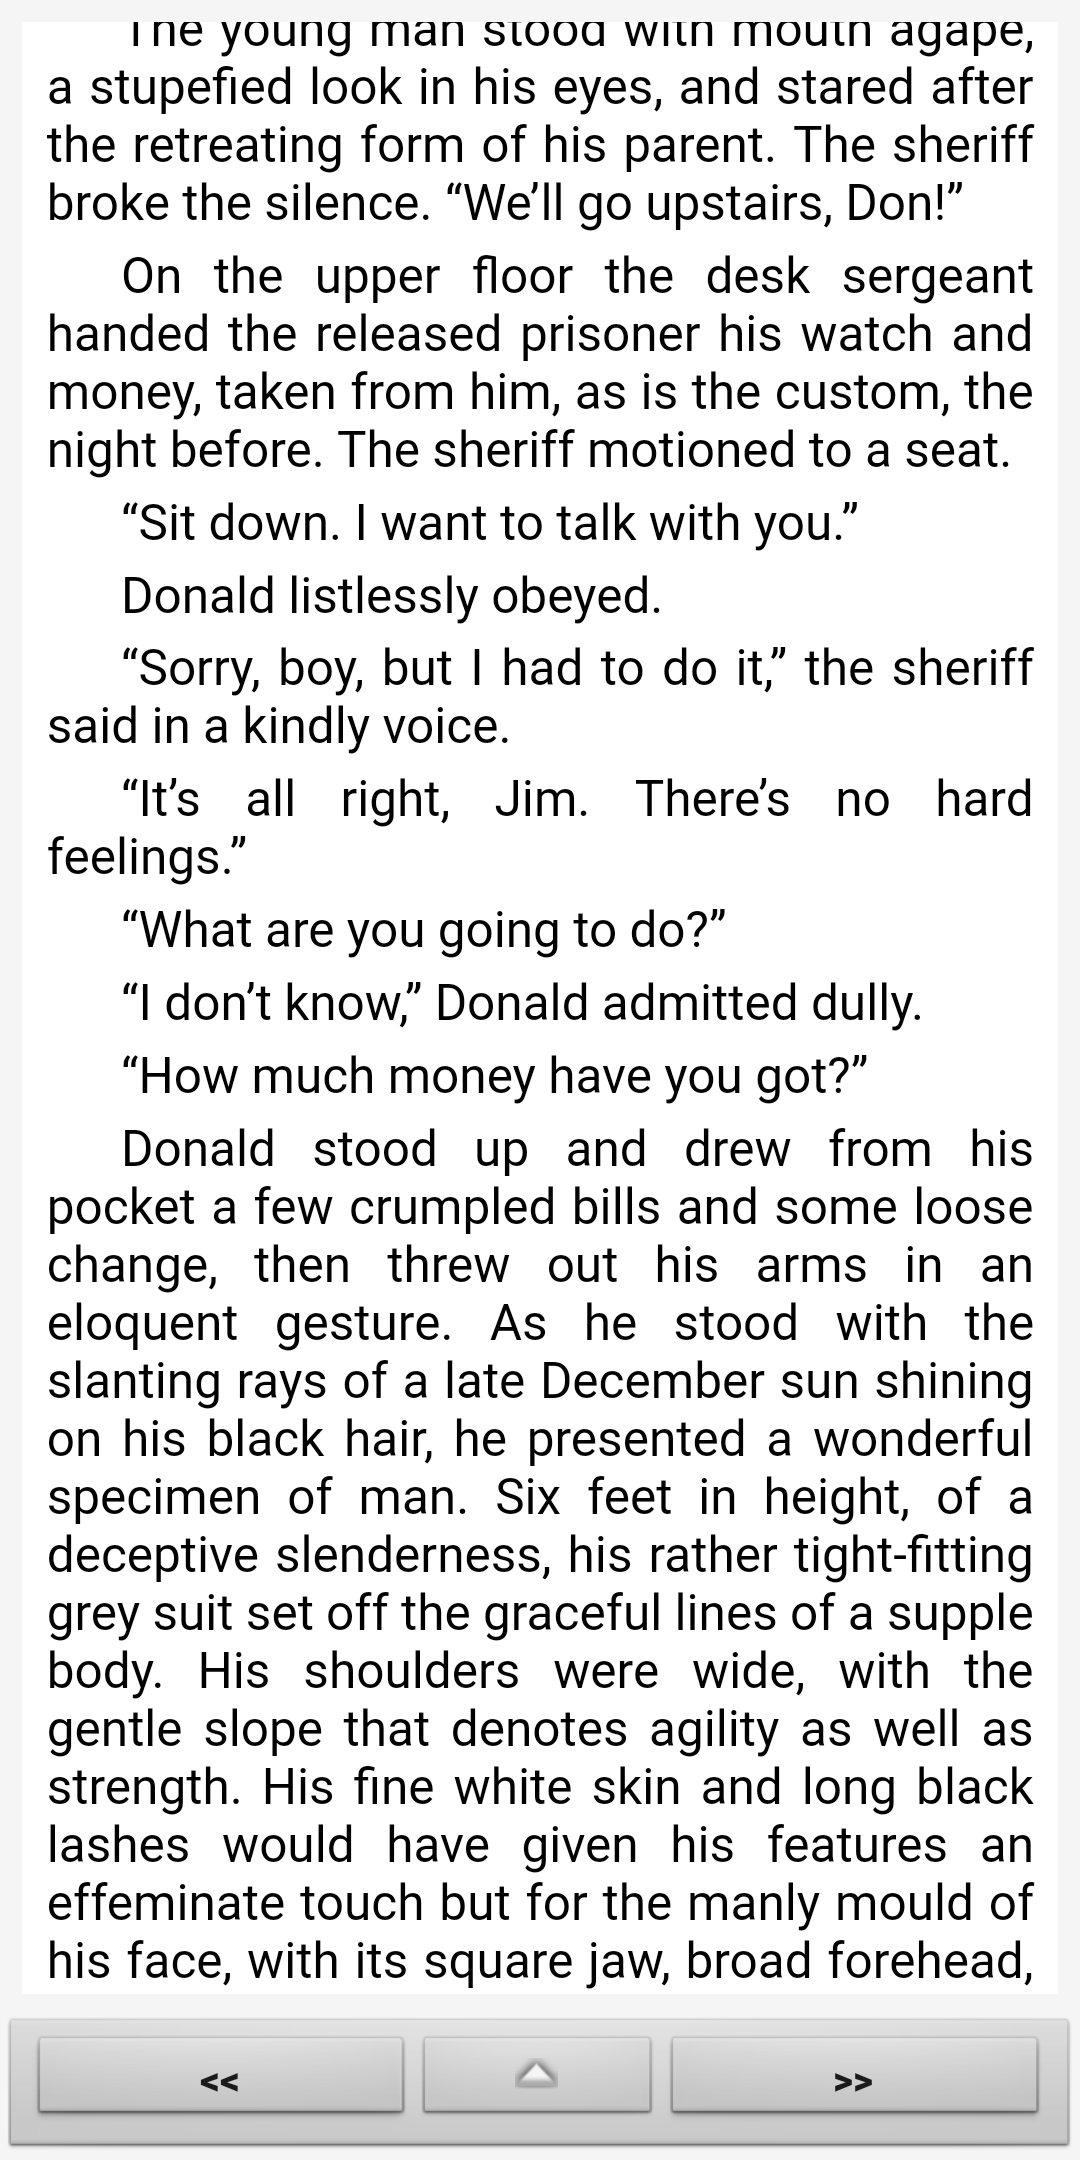 The young man stood with mouth agape,
a stupefied look in his eyes, and stared after
the retreating form of his parent. The sheriff
broke the silence. “We’ll go upstairs, Don!”
On the upper floor the desk sergeant
handed the released prisoner his watch and
money, taken from him, as is the custom, the
night before. The sheriff motioned to a seat.
“Sit down. I want to talk with you.”
Donald listlessly obeyed.
“Sorry, boy, but I had to do it,” the sheriff
said in a kindly voice.
“It’s all right, Jim. There’s no hard
feelings.”
“What are you going to do?”
“I don’t know,” Donald admitted dully.
“How much money have you got?”
Donald stood up and drew from his
pocket a few crumpled bills and some loose
change, then threw out his arms in an
eloquent gesture. As he stood with the
slanting rays of a late December sun shining
on his black hair, he presented a wonderful
specimen of man. Six feet in height, of a
deceptive slenderness, his rather tight-fitting
grey suit set off the graceful lines of a supple
body. His shoulders were wide, with the
gentle slope that denotes agility as well as
strength. His fine white skin and long black
lashes would have given his features an
effeminate touch but for the manly mould of
his face, with its square jaw, broad forehead,
<< >>